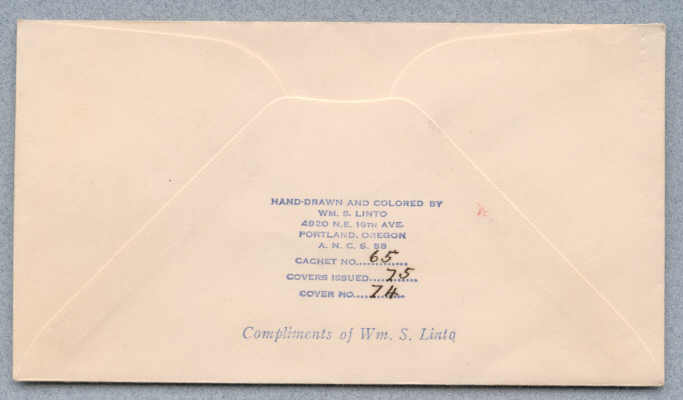 HAND-DRAWN AND COLORED BY
WM. S. LINTO
4920 N.E. 19TH AVE.
PORTLAND, OREGON
A. N. C. S. 88
CACHET NO. 65
COVERS ISSUED 75
COVER NO. 74
Compliments of Wm. S. Linto